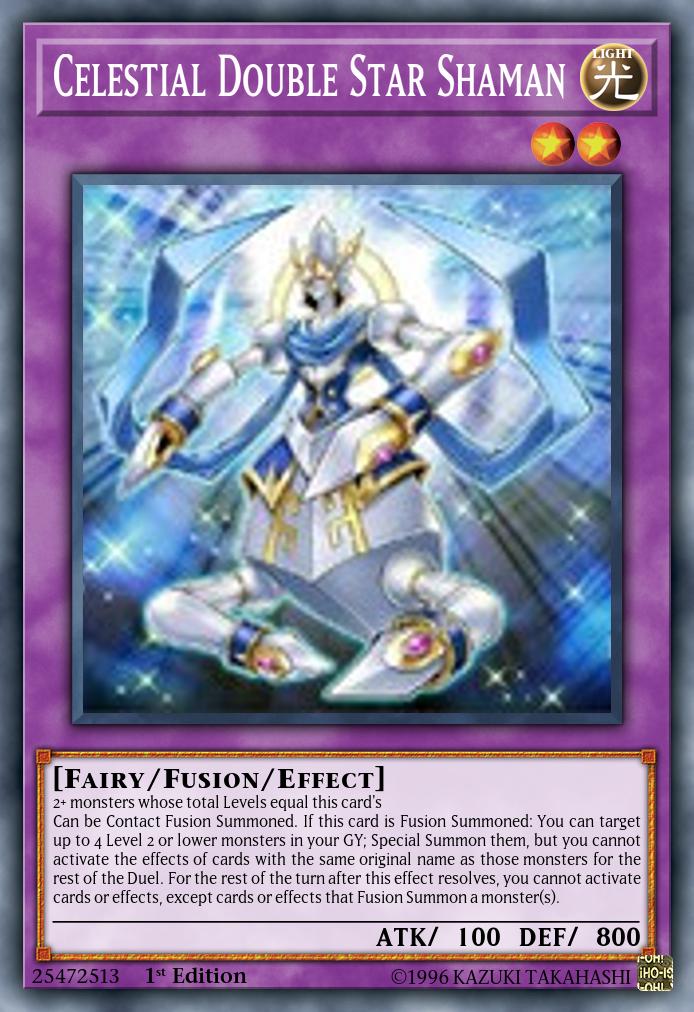 Celestial Double Star Shaman
LIGHT
光
[Fairy/Fusion/Effect]
2+ monsters whose total Levels equal this card's
Can be Contact Fusion Summoned. If this card is Fusion Summoned: You can target
up to 4 Level 2 or lower monsters in your GY; Special Summon them, but you cannot
activate the effects of cards with the same original name as those monsters for the
rest of the Duel. For the rest of the turn after this effect resolves, you cannot activate
cards or effects, except cards or effects that Fusion Summon a monster(s).
ATK/ 100 DEF/ 800
25472513 1st Edition ©1996 KAZUKI TAKAHASHI